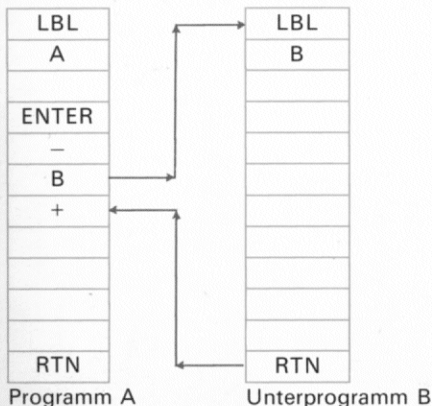 LBL
A
ENTER
−
B
+
RTN
Programm A
LBL
B
RTN
Unterprogramm B